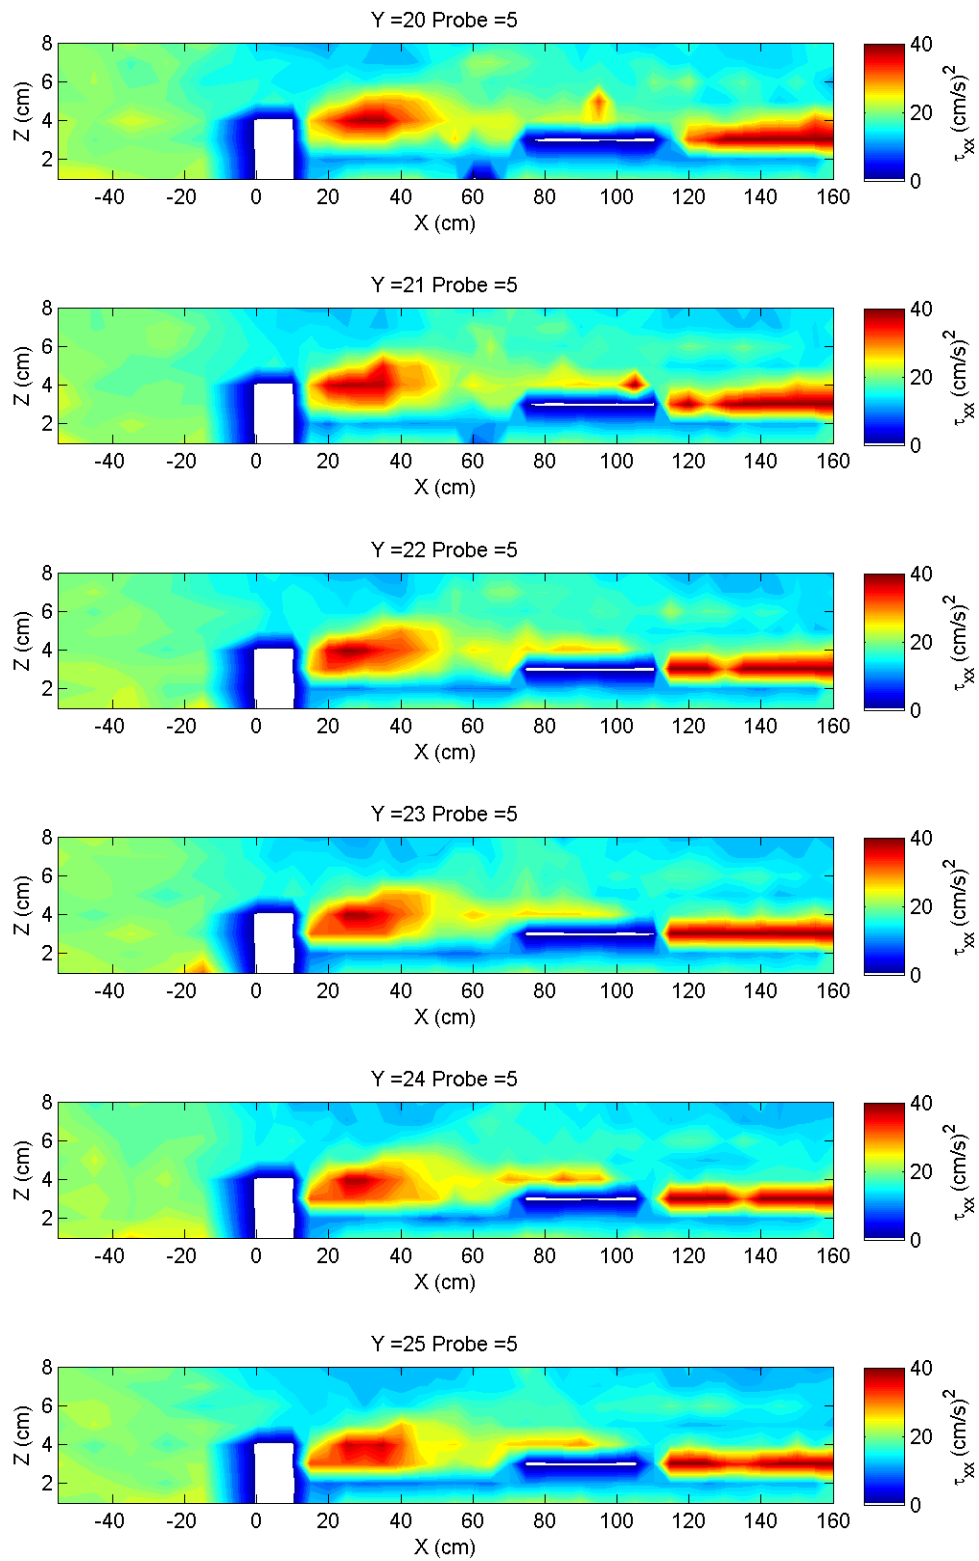 Y =20 Probe =5
8
6
4
2
Z (cm)
-40 -20 0 20 40 60 80 100 120 140 160
X (cm)
40
20
0
τxx (cm/s)²
Y =21 Probe =5
8
6
4
2
Z (cm)
-40 -20 0 20 40 60 80 100 120 140 160
X (cm)
40
20
0
τxx (cm/s)²
Y =22 Probe =5
8
6
4
2
Z (cm)
-40 -20 0 20 40 60 80 100 120 140 160
X (cm)
40
20
0
τxx (cm/s)²
Y =23 Probe =5
8
6
4
2
Z (cm)
-40 -20 0 20 40 60 80 100 120 140 160
X (cm)
40
20
0
τxx (cm/s)²
Y =24 Probe =5
8
6
4
2
Z (cm)
-40 -20 0 20 40 60 80 100 120 140 160
X (cm)
40
20
0
τxx (cm/s)²
Y =25 Probe =5
8
6
4
2
Z (cm)
-40 -20 0 20 40 60 80 100 120 140 160
X (cm)
40
20
0
τxx (cm/s)²